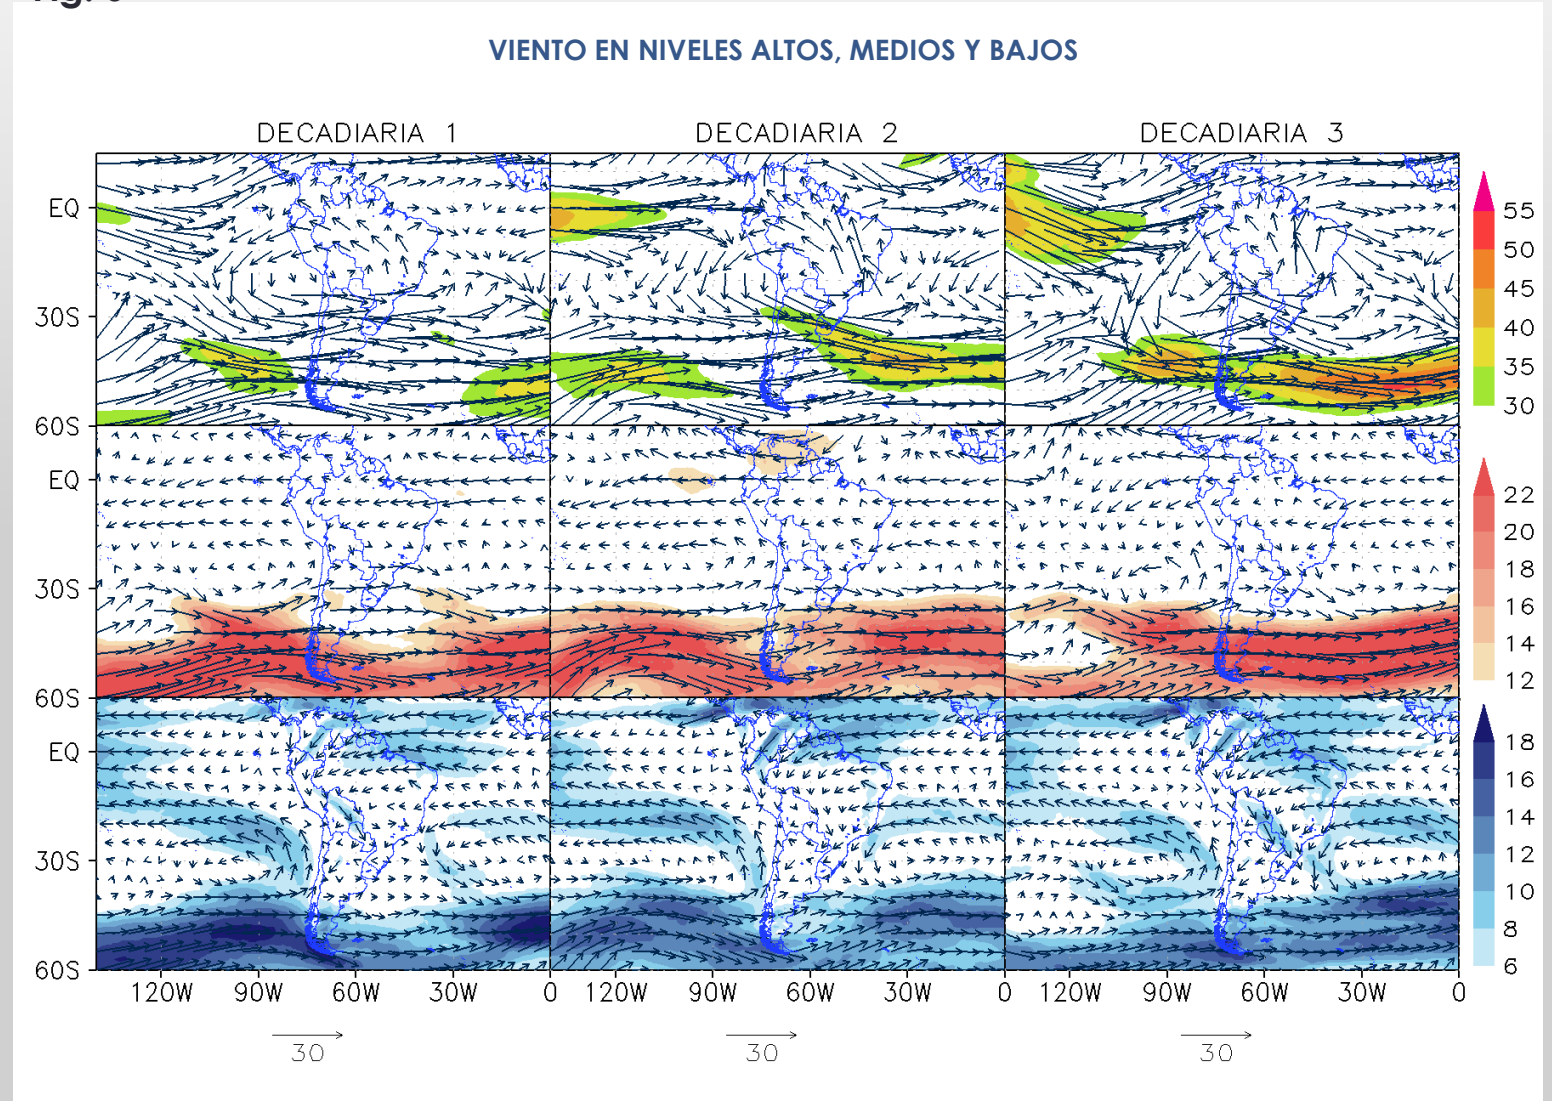 VIENTO EN NIVELES ALTOS, MEDIOS Y BAJOS
DECADIARIA 1 DECADIARIA 2 DECADIARIA 3
EQ
30S
60S
EQ
30S
60S
EQ
30S
60S
55
50
45
40
35
30
22
20
18
16
14
12
18
16
14
12
10
8
6
120W 90W 60W 30W 0 120W 90W 60W 30W 0 120W 90W 60W 30W 0
30 30 30